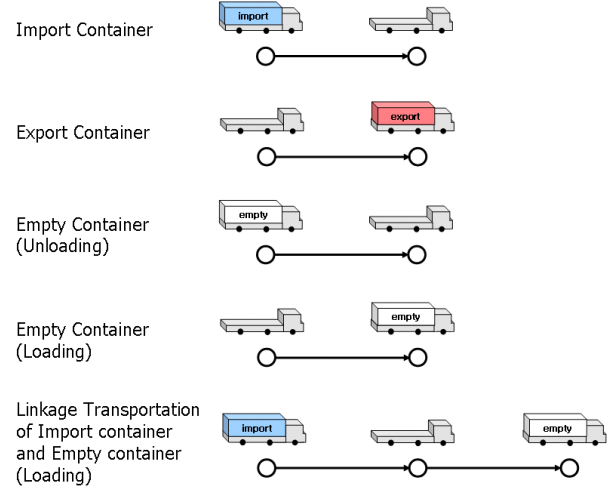 Import Container
import
Export Container
export
Empty Container
(Unloading)
empty
Empty Container
(Loading)
empty
Linkage Transportation
of Import container
and Empty container
(Loading)
import
empty